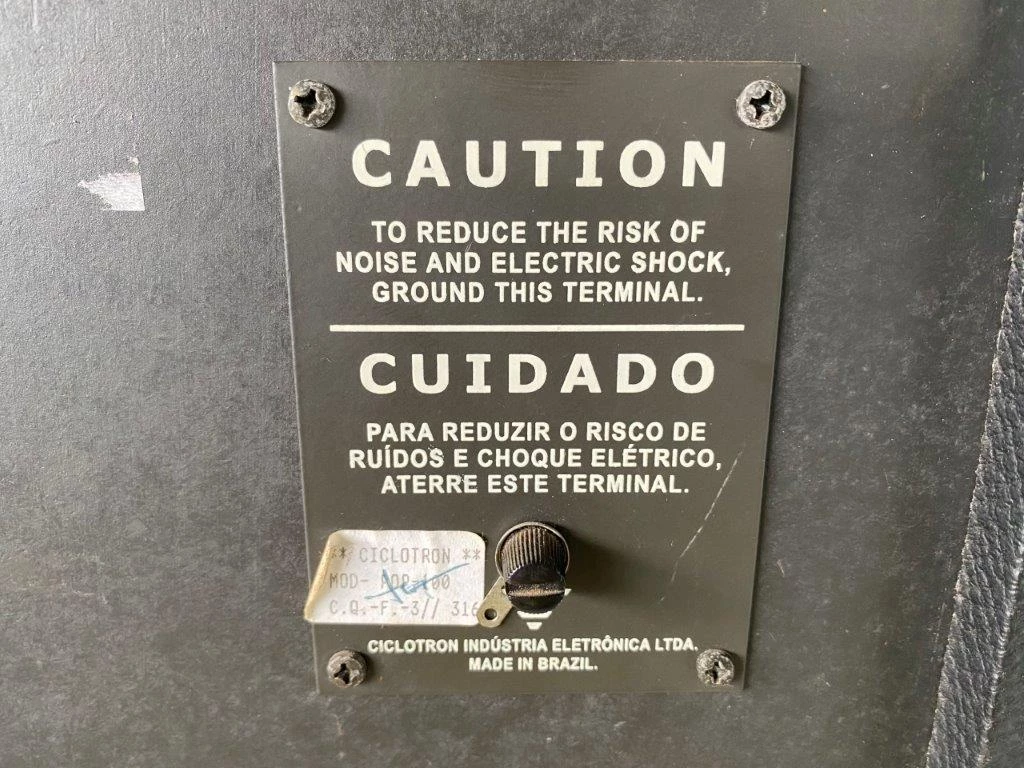 CAUTION
TO REDUCE THE RISK OF
NOISE AND ELECTRIC SHOCK,
GROUND THIS TERMINAL.
CUIDADO
PARA REDUZIR O RISCO DE
RUÍDOS E CHOQUE ELÉTRICO,
ATERRE ESTE TERMINAL.
** CICLOTRON **
MOD-
C.Q.-F.-3// 316
CICLOTRON INDÚSTRIA ELETRÔNICA LTDA.
MADE IN BRAZIL.